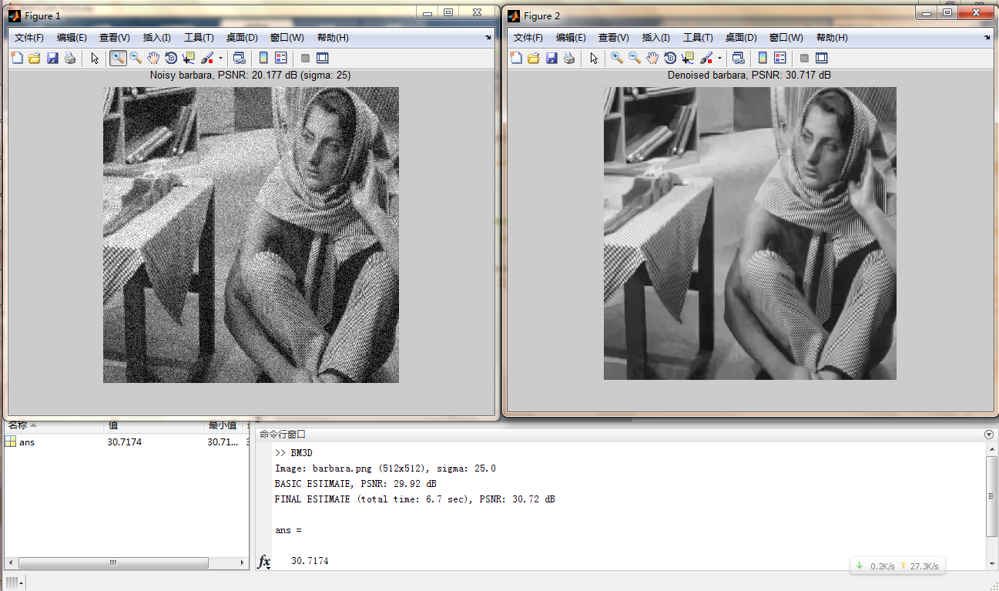 Figure 1
文件(F) 编辑(E) 查看(V) 插入(I) 工具(T) 桌面(D) 窗口(W) 帮助(H)
Noisy barbara, PSNR: 20.177 dB (sigma: 25)
Figure 2
文件(F) 编辑(E) 查看(V) 插入(I) 工具(T) 桌面(D) 窗口(W) 帮助(H)
Denoised barbara, PSNR: 30.717 dB
名称 值 最小值
ans 30.7174 30.71...
命令行窗口
>> BM3D
Image: barbara.png (512x512), sigma: 25.0
BASIC ESTIMATE, PSNR: 29.92 dB
FINAL ESTIMATE (total time: 6.7 sec), PSNR: 30.72 dB
ans =
30.7174
fx
0.2K/s 27.3K/s